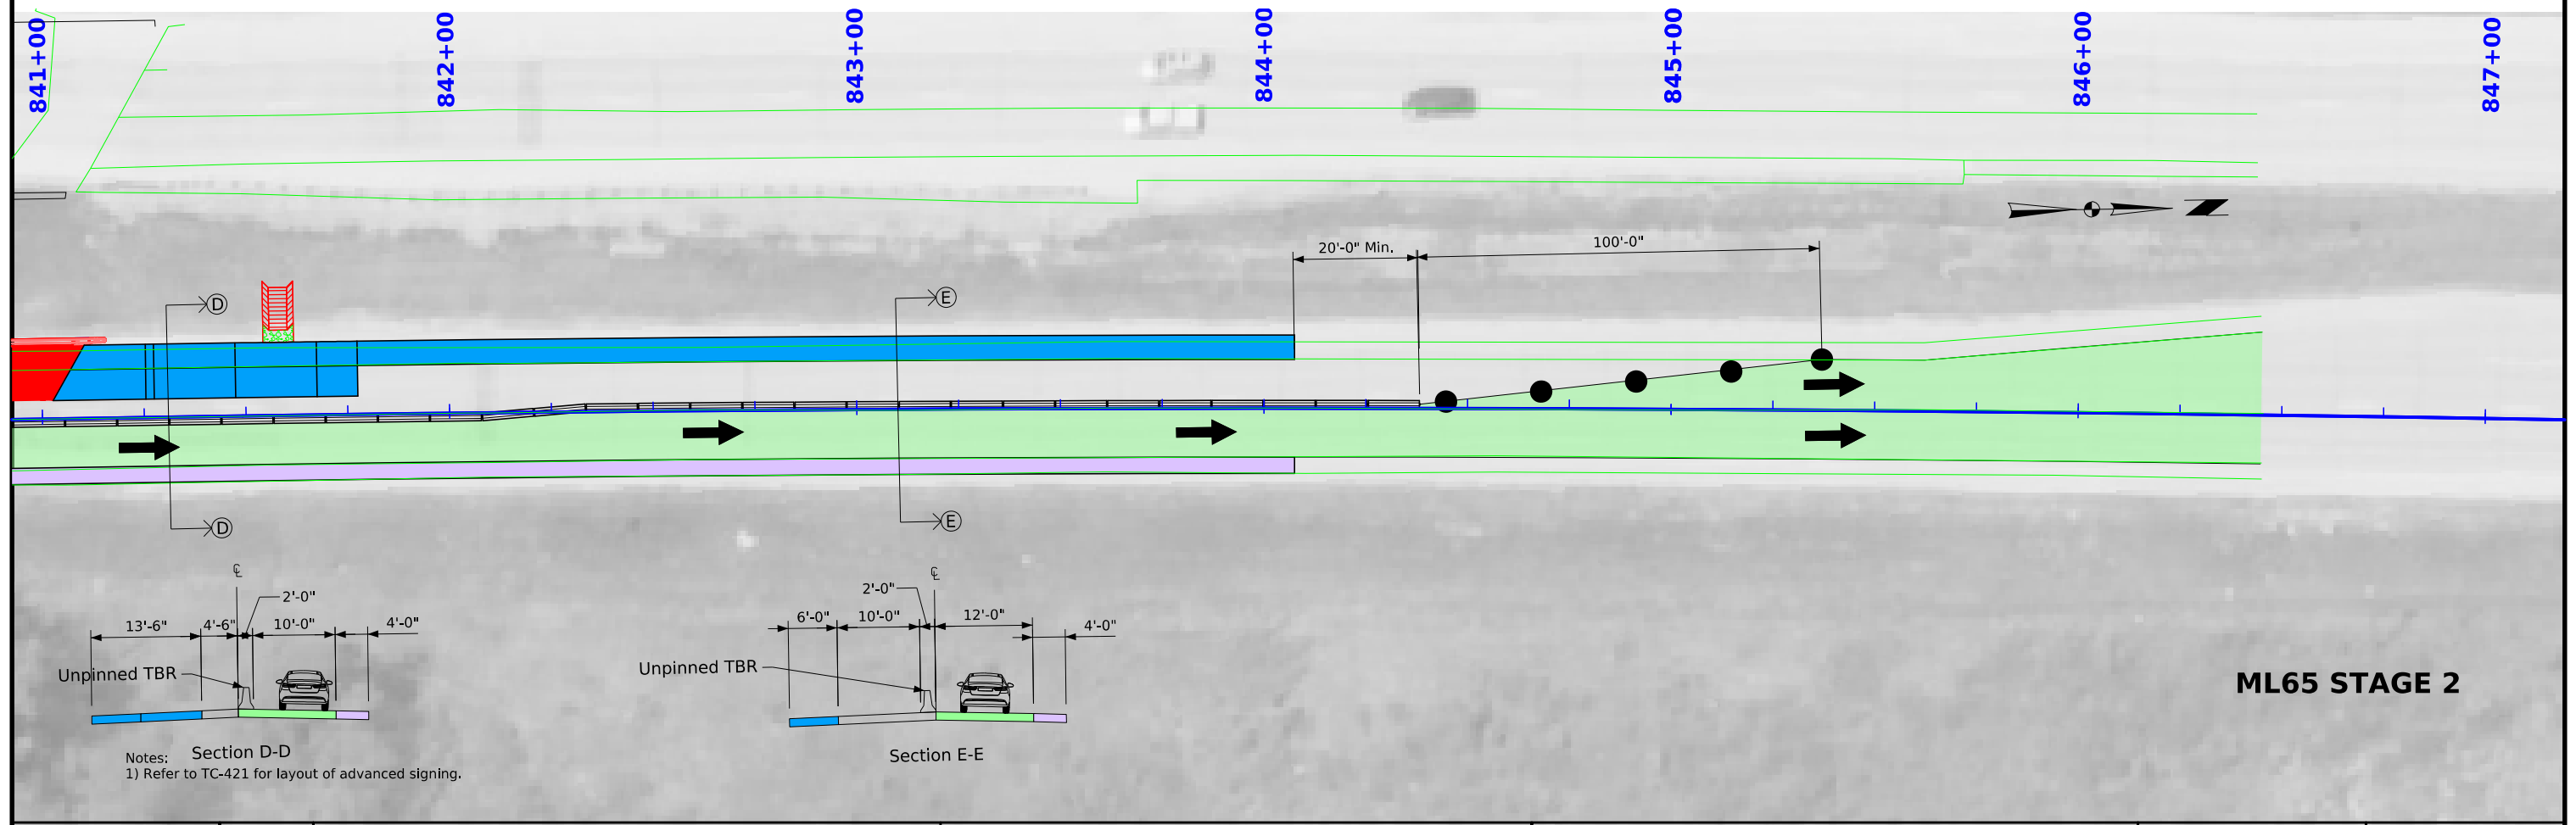 841+00
842+00
843+00
844+00
845+00
846+00
847+00
20'-0" Min.
100'-0"
D
E
D
E
℄
2'-0"
13'-6"
4'-6"
10'-0"
4'-0"
Unpinned TBR
Section D-D
Notes:
1) Refer to TC-421 for layout of advanced signing.
℄
2'-0"
6'-0"
10'-0"
12'-0"
4'-0"
Unpinned TBR
Section E-E
ML65 STAGE 2